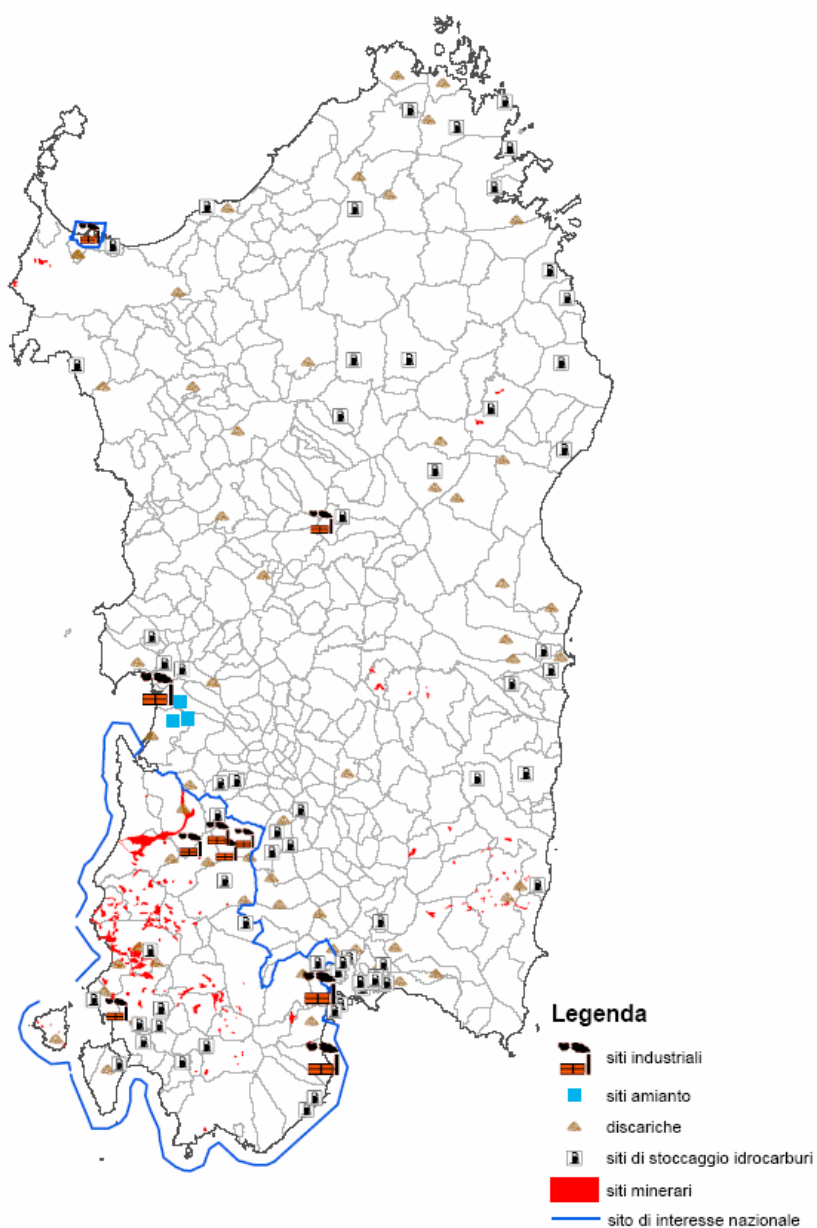 Legenda
siti industriali
siti amianto
discariche
siti di stoccaggio idrocarburi
siti minerari
sito di interesse nazionale